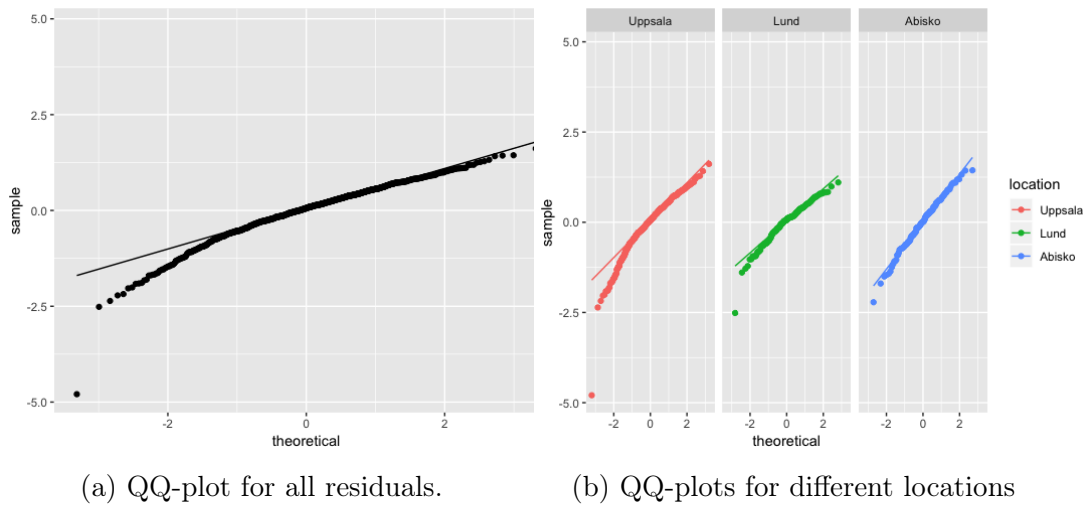 5.0
2.5
0.0
-2.5
-5.0
sample
-2
0
2
theoretical
Uppsala
Lund
Abisko
5.0
2.5
0.0
-2.5
-5.0
sample
-2 0 2
-2 0 2
-2 0 2
theoretical
location
Uppsala
Lund
Abisko
(a) QQ-plot for all residuals.
(b) QQ-plots for different locations